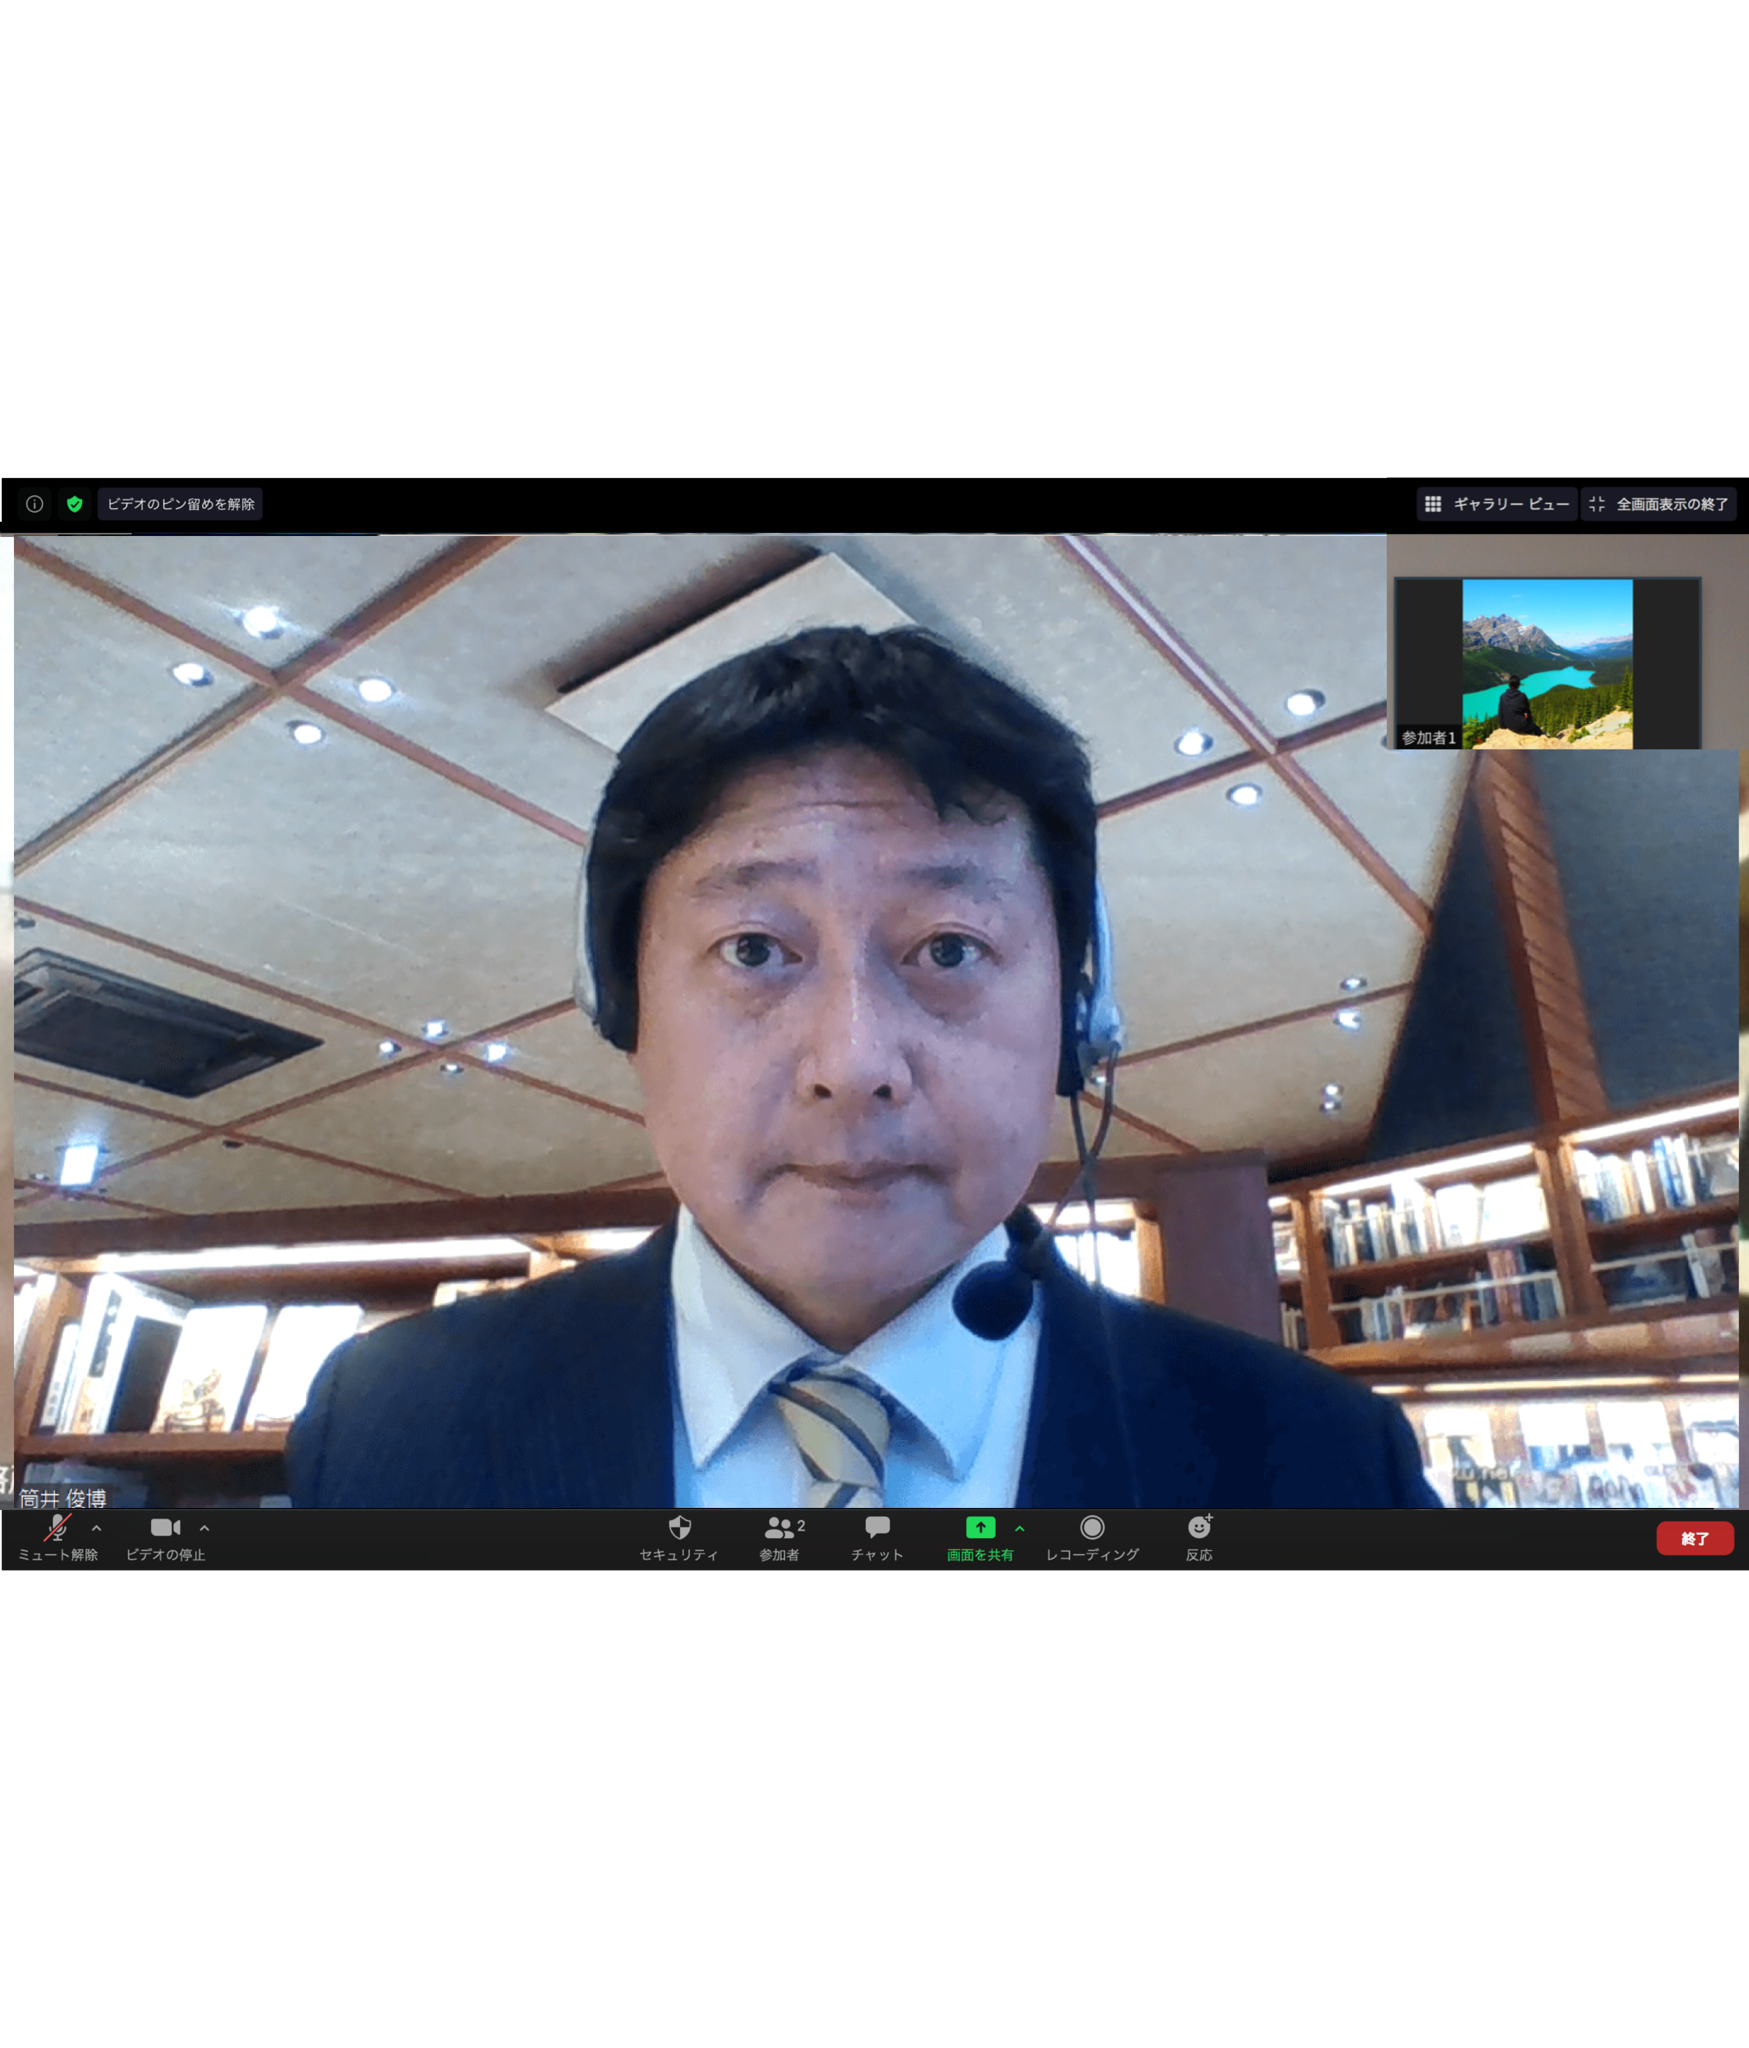 ビデオのピン留めを解除
ギャラリー ビュー
全画面表示の終了
参加者1
筒井 俊博
ミュート解除
ビデオの停止
セキュリティ
2
参加者
チャット
画面を共有
レコーディング
反応
終了